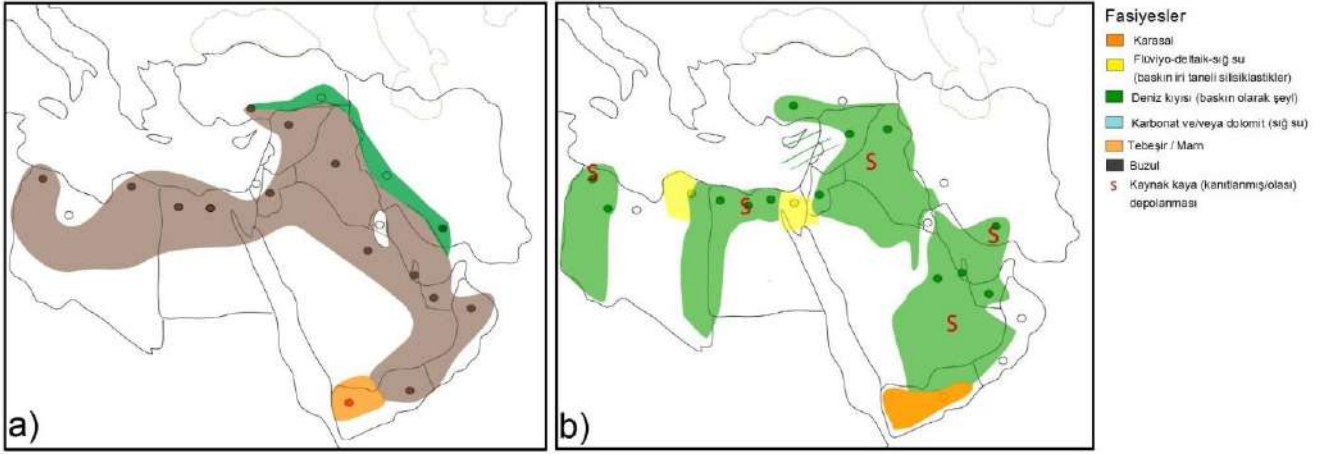 a)
b)
S
S
S
S
S
Fasiyesler
Karasal
Flüviyo-deltaik-sığ su
(baskın iri taneli silisiklastikler)
Deniz kıyısı (baskın olarak şeyl)
Karbonat ve/veya dolomit (sığ su)
Tebeşir / Marn
Buzul
S Kaynak kaya (kanıtlanmış/olası)
depolanması